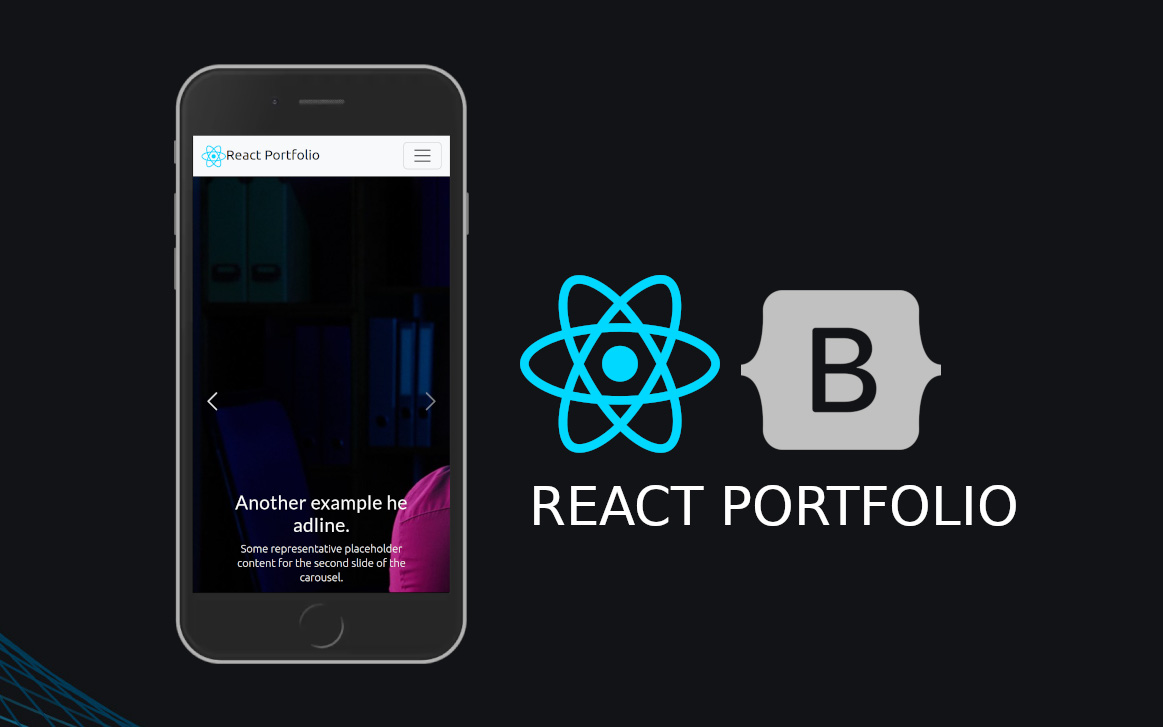 React Portfolio
Another example he
adline.
Some representative placeholder
content for the second slide of the
carousel.
B
REACT PORTFOLIO